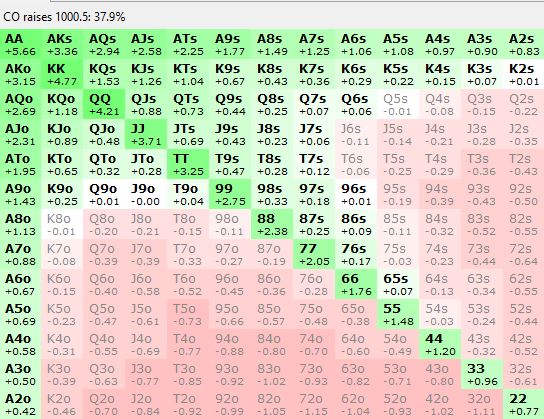 CO raises 1000.5: 37.9%
AA AKs AQs AJs ATs A9s A8s A7s A6s A5s A4s A3s A2s
+5.66 +3.36 +2.94 +2.58 +2.25 +1.77 +1.49 +1.25 +1.06 +1.08 +0.97 +0.90 +0.83
AKo KK KQs KJs KTs K9s K8s K7s K6s K5s K4s K3s K2s
+3.15 +4.77 +1.53 +1.26 +1.04 +0.67 +0.43 +0.36 +0.29 +0.22 +0.15 +0.07 +0.01
AQo KQo QQ QJs QTs Q9s Q8s Q7s Q6s Q5s Q4s Q3s Q2s
+2.69 +1.18 +4.21 +0.88 +0.73 +0.44 +0.25 +0.07 +0.06 -0.01 -0.08 -0.15 -0.22
AJo KJo QJo JJ JTs J9s J8s J7s J6s J5s J4s J3s J2s
+2.31 +0.89 +0.48 +3.71 +0.69 +0.43 +0.23 +0.06 -0.11 -0.14 -0.21 -0.28 -0.35
ATo KTo QTo JTo TT T9s T8s T7s T6s T5s T4s T3s T2s
+1.95 +0.65 +0.32 +0.28 +3.25 +0.47 +0.28 +0.12 -0.06 -0.25 -0.29 -0.36 -0.43
A9o K9o Q9o J9o T9o 99 98s 97s 96s 95s 94s 93s 92s
+1.43 +0.25 +0.01 -0.00 +0.04 +2.75 +0.33 +0.18 +0.01 -0.19 -0.39 -0.43 -0.50
A8o K8o Q8o J8o T8o 98o 88 87s 86s 85s 84s 83s 82s
+1.13 -0.01 -0.20 -0.21 -0.15 -0.11 +2.38 +0.25 +0.09 -0.11 -0.32 -0.52 -0.55
A7o K7o Q7o J7o T7o 97o 87o 77 76s 75s 74s 73s 72s
+0.88 -0.08 -0.39 -0.39 -0.33 -0.27 -0.19 +2.05 +0.17 -0.03 -0.23 -0.44 -0.64
A6o K6o Q6o J6o T6o 96o 86o 76o 66 65s 64s 63s 62s
+0.67 -0.15 -0.40 -0.58 -0.52 -0.45 -0.36 -0.28 +1.76 +0.07 -0.13 -0.34 -0.55
A5o K5o Q5o J5o T5o 95o 85o 75o 65o 55 54s 53s 52s
+0.69 -0.23 -0.47 -0.61 -0.73 -0.66 -0.57 -0.48 -0.38 +1.48 -0.03 -0.24 -0.44
A4o K4o Q4o J4o T4o 94o 84o 74o 64o 54o 44 43s 42s
+0.58 -0.31 -0.55 -0.69 -0.77 -0.88 -0.80 -0.70 -0.60 -0.49 +1.20 -0.32 -0.52
A3o K3o Q3o J3o T3o 93o 83o 73o 63o 53o 43o 33 32s
+0.50 -0.39 -0.63 -0.77 -0.85 -0.92 -1.02 -0.93 -0.82 -0.71 -0.80 +0.96 -0.61
A2o K2o Q2o J2o T2o 92o 82o 72o 62o 52o 42o 32o 22
+0.42 -0.46 -0.70 -0.84 -0.92 -0.99 -1.05 -1.15 -1.04 -0.93 -1.02 -1.11 +0.77